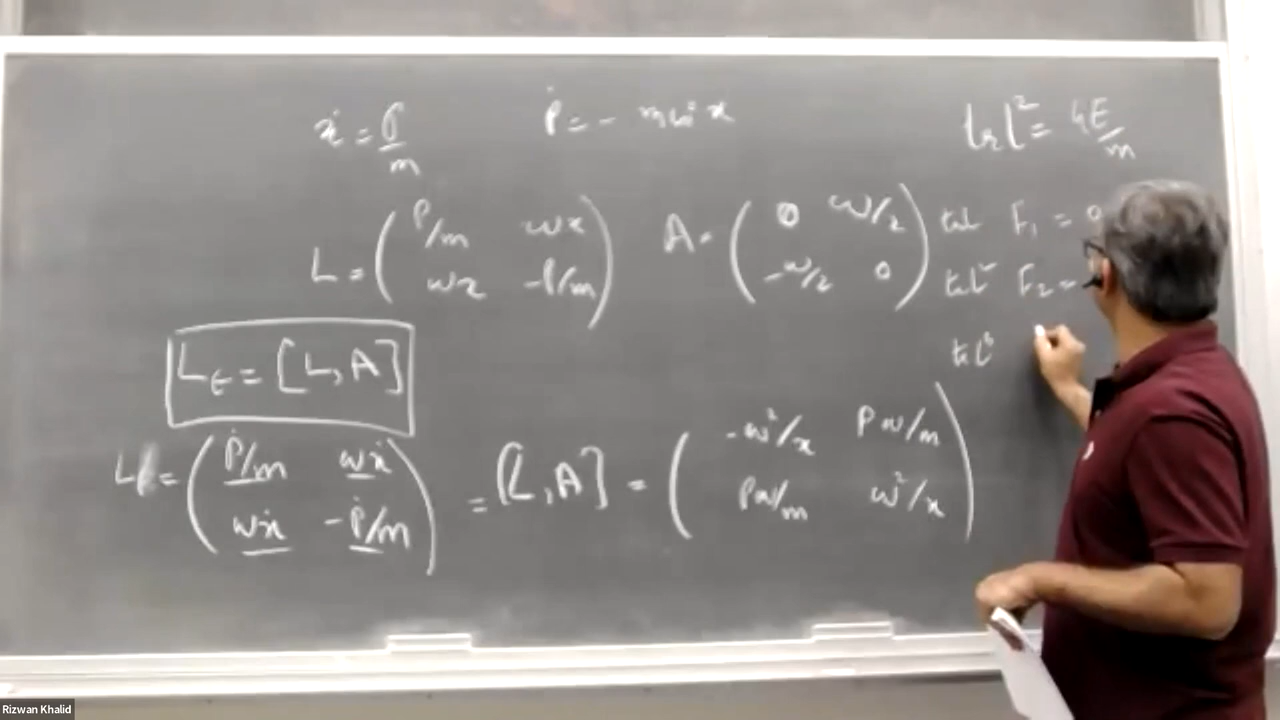 ẋ = P/m    Ṗ = - mω²x    tr L² = 4E/m
L = ( P/m  ωx ; ωx  -P/m )    A = ( 0  ω/2 ; -ω/2  0 )
tr L  F₁ = 0
tr L²  F₂ =
tr L³
L_t = [L, A]
L = ( Ṗ/m  ωẋ ; ωẋ  -Ṗ/m ) = [L, A] = ( -ω²/x  Pω/m ; Pω/m  ω²/x )
Rizwan Khalid